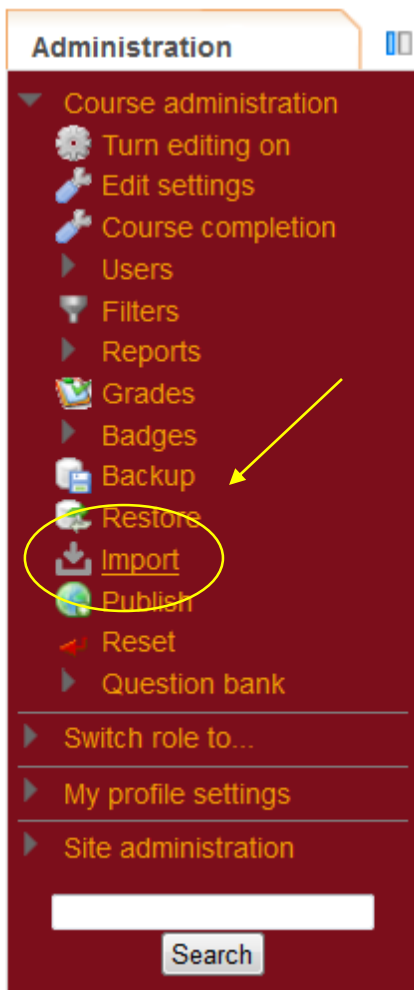 Administration
Course administration
Turn editing on
Edit settings
Course completion
Users
Filters
Reports
Grades
Badges
Backup
Restore
Import
Publish
Reset
Question bank
Switch role to...
My profile settings
Site administration
Search